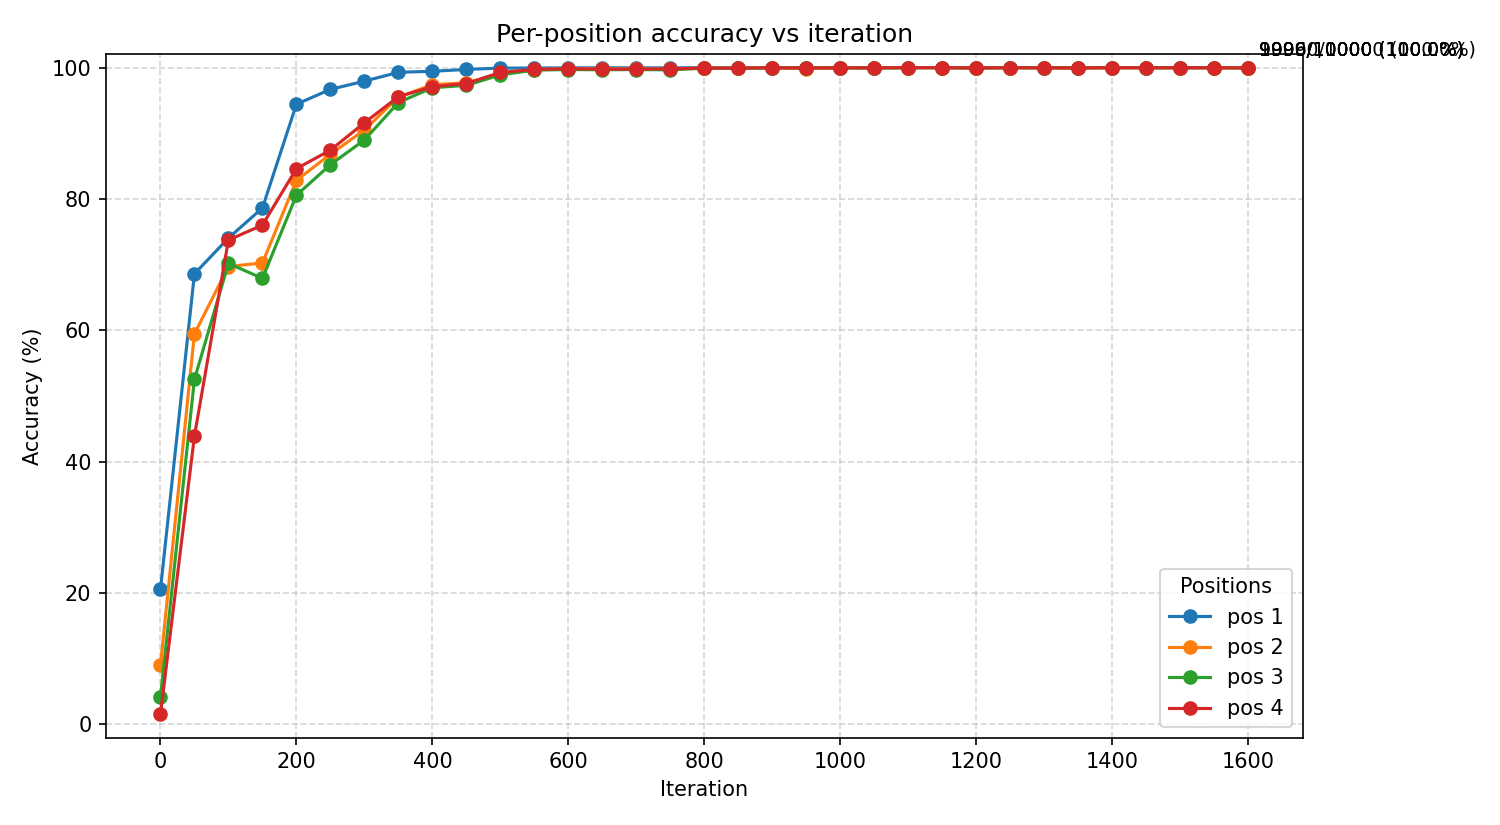 Per-position accuracy vs iteration
100
80
60
40
20
0
Accuracy (%)
0 200 400 600 800 1000 1200 1400 1600
Iteration
Positions
pos 1
pos 2
pos 3
pos 4